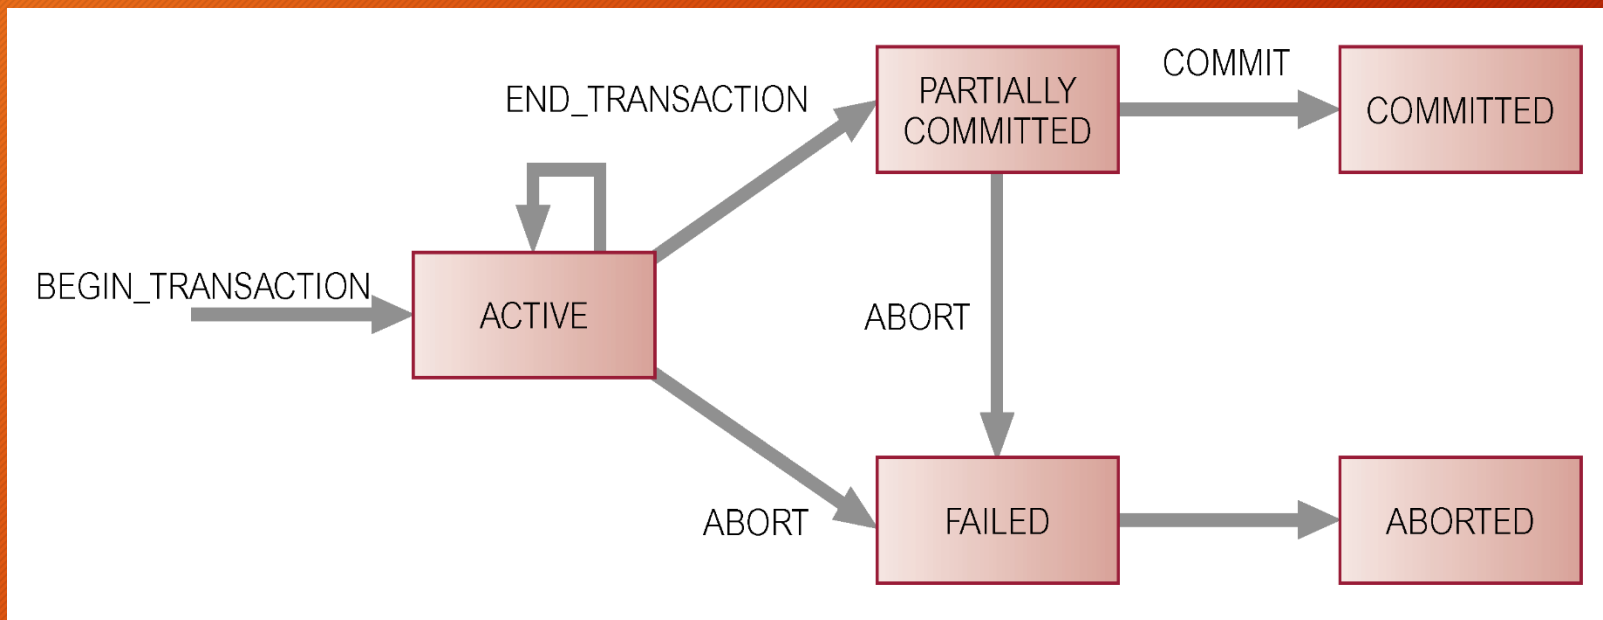 END_TRANSACTION
PARTIALLY
COMMITTED
COMMIT
COMMITTED
BEGIN_TRANSACTION
ACTIVE
ABORT
ABORT
FAILED
ABORTED